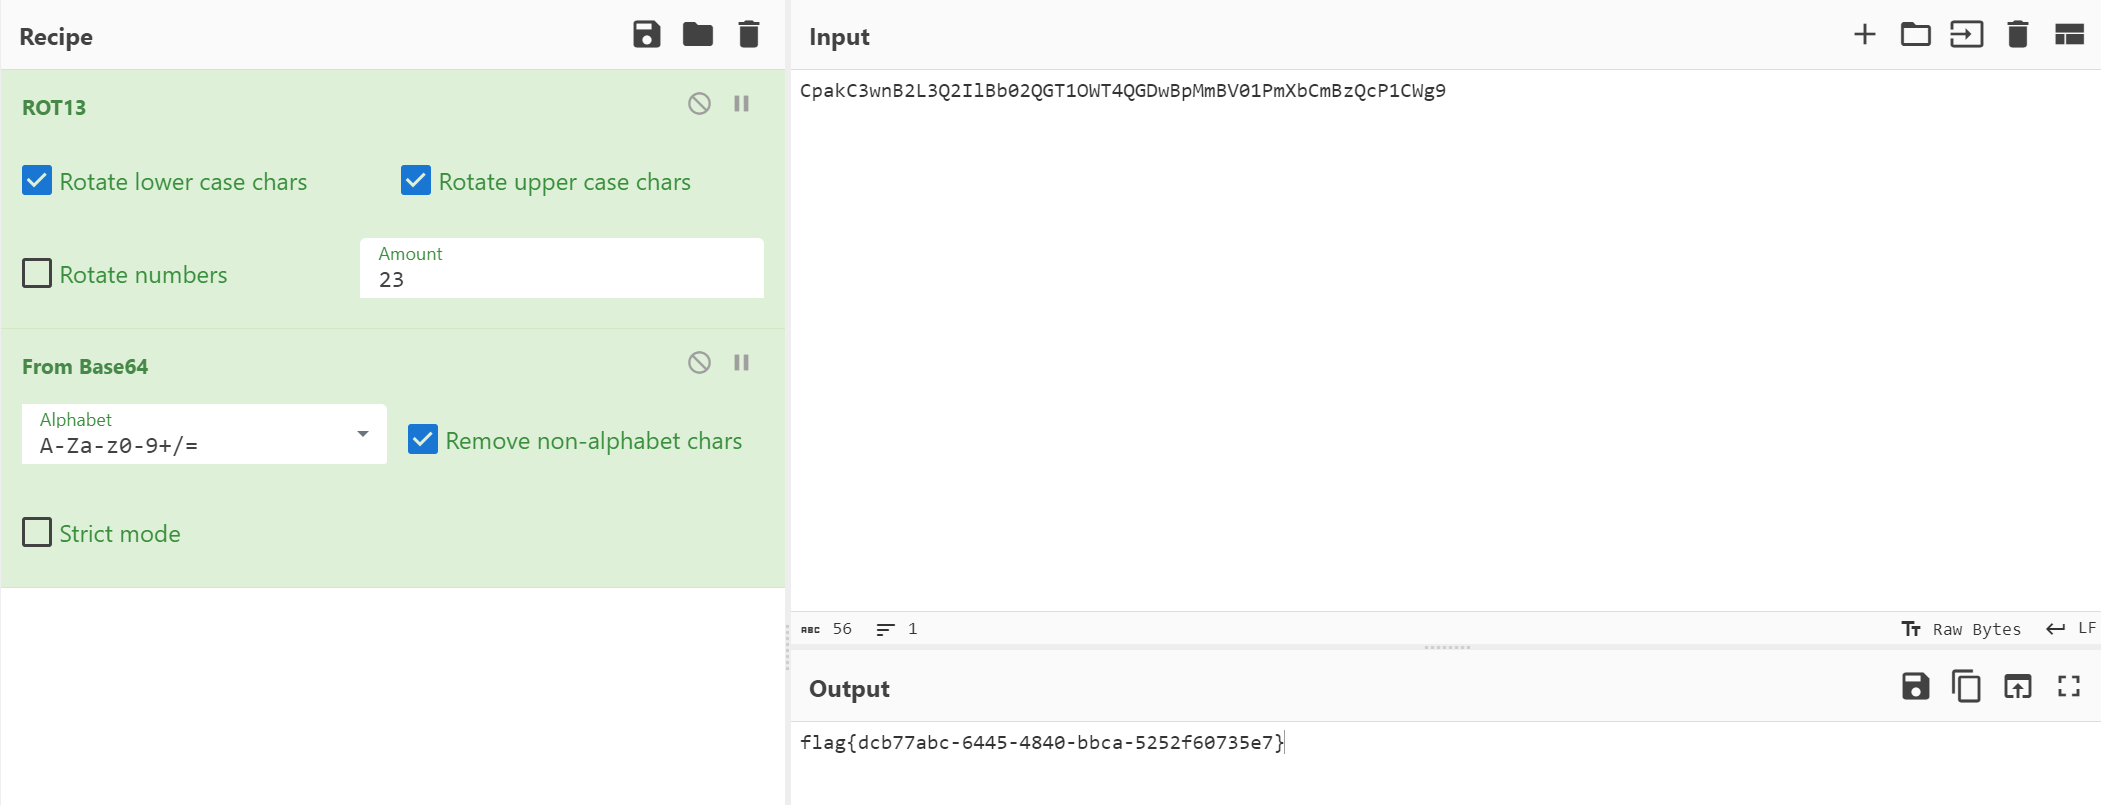 Recipe
ROT13
Rotate lower case chars
Rotate upper case chars
Rotate numbers
Amount
23
From Base64
Alphabet
A-Za-z0-9+/=
Remove non-alphabet chars
Strict mode
Input
CpakC3wnB2L3Q2IlBb02QGT1OWT4QGDwBpMmBV01PmXbCmBzQcP1CWg9
ABC 56 1
Tт Raw Bytes LF
Output
flag{dcb77abc-6445-4840-bbca-5252f60735e7}